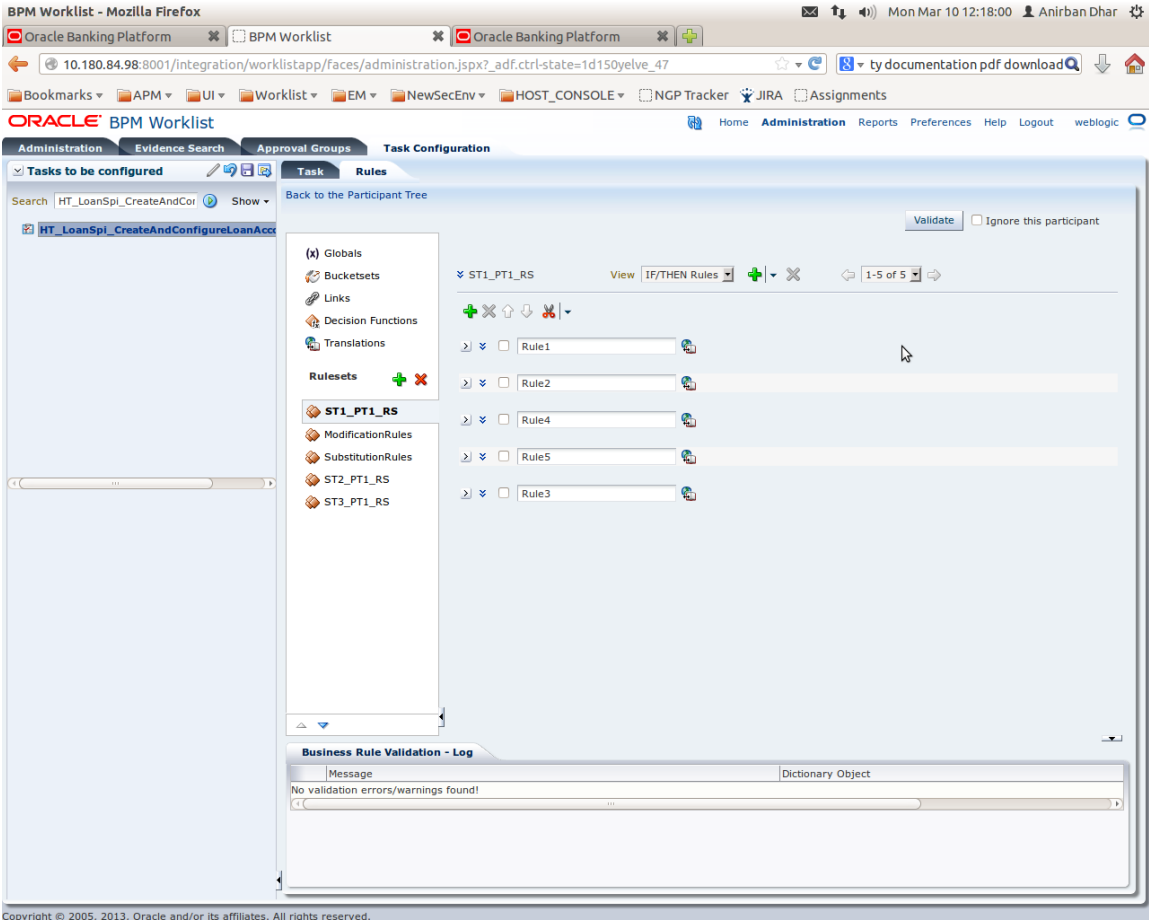 BPM Worklist - Mozilla Firefox
Mon Mar 10 12:18:00 Anirban Dhar
Oracle Banking Platform BPM Worklist Oracle Banking Platform
10.180.84.98:8001/integration/worklistapp/faces/administration.jspx?_adf.ctrl-state=1d150yelve_47
8 ty documentation pdf download
Bookmarks APM UI Worklist EM NewSecEnv HOST_CONSOLE NGP Tracker JIRA Assignments
ORACLE BPM Worklist
Home Administration Reports Preferences Help Logout weblogic
Administration Evidence Search Approval Groups Task Configuration
Tasks to be configured
Search HT_LoanSpi_CreateAndCor Show
HT_LoanSpi_CreateAndConfigureLoanAcc
Task Rules
Back to the Participant Tree
Validate Ignore this participant
(x) Globals
Bucketsets
Links
Decision Functions
Translations
Rulesets
ST1_PT1_RS
ModificationRules
SubstitutionRules
ST2_PT1_RS
ST3_PT1_RS
ST1_PT1_RS View IF/THEN Rules 1-5 of 5
Rule1
Rule2
Rule4
Rule5
Rule3
Business Rule Validation - Log
Message Dictionary Object
No validation errors/warnings found!
Copyright © 2005, 2013, Oracle and/or its affiliates. All rights reserved.